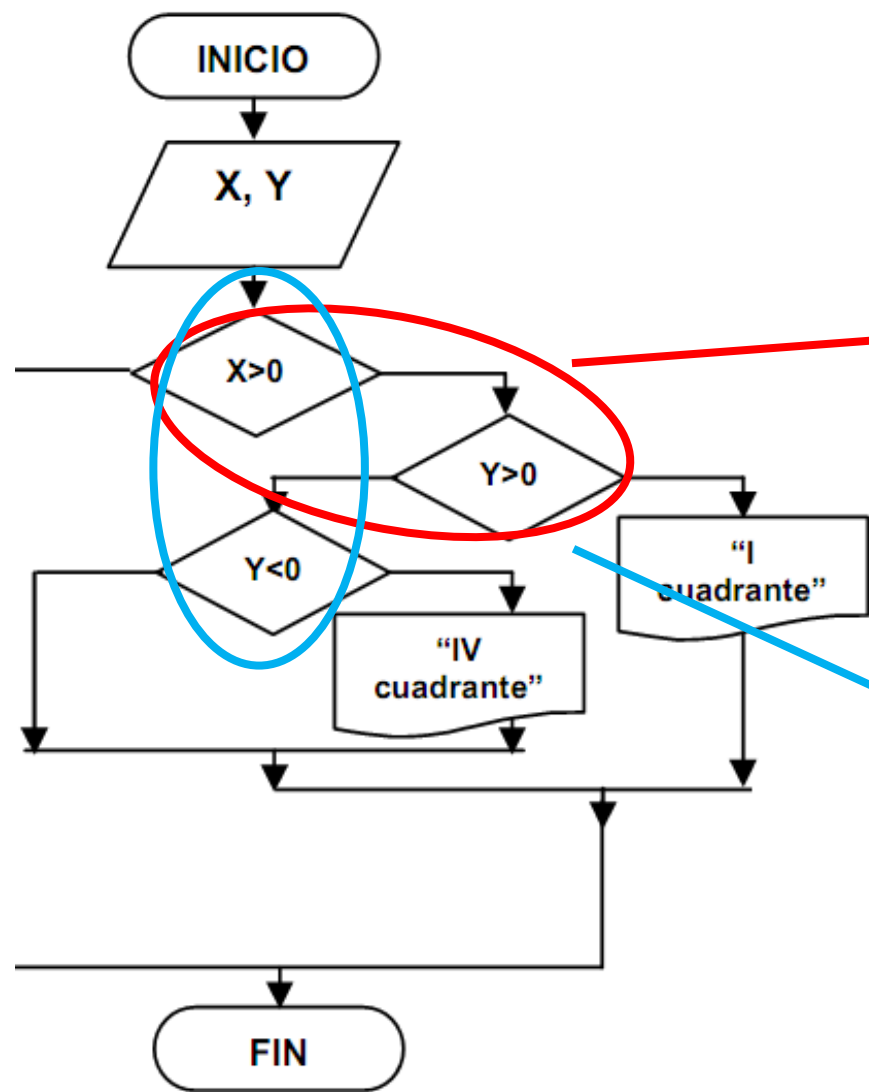 INICIO
X, Y
X>0
Y>0
Y<0
“I
cuadrante”
“IV
cuadrante”
FIN